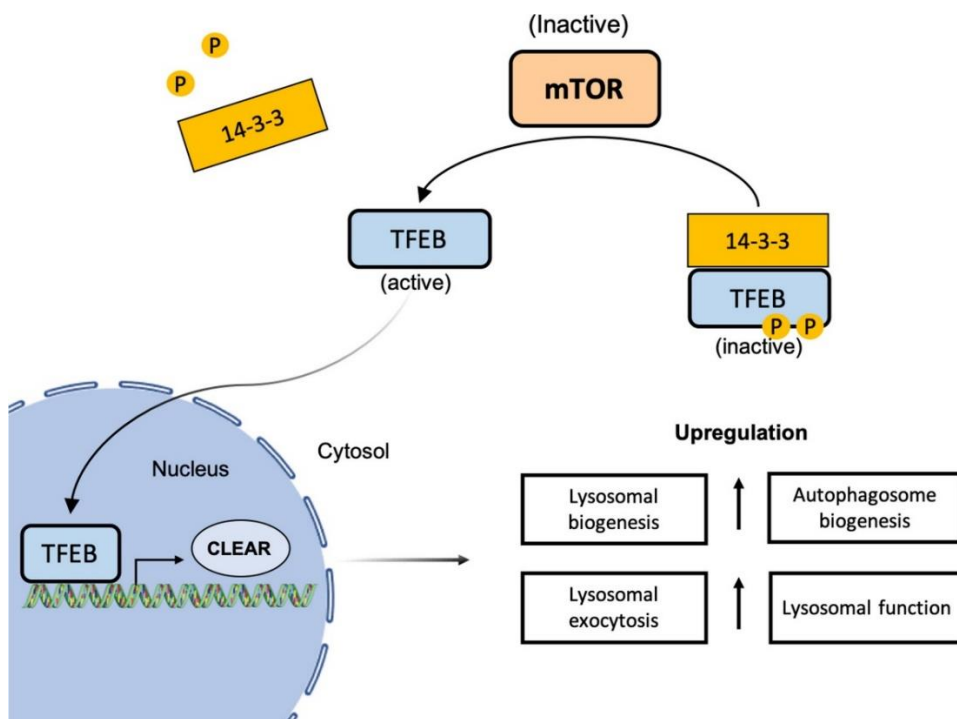 (Inactive)
mTOR
P
P
14-3-3
TFEB
(active)
14-3-3
TFEB
P
P
(inactive)
Nucleus
Cytosol
TFEB
CLEAR
Upregulation
Lysosomal
biogenesis
Autophagosome
biogenesis
Lysosomal
exocytosis
Lysosomal function